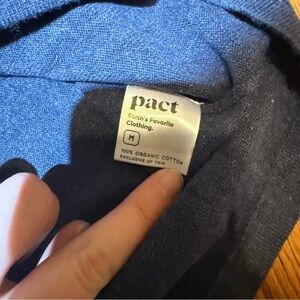 pact
Earth's Favorite
Clothing.
M
100% ORGANIC COTTON
EXCLUSIVE OF TRIM